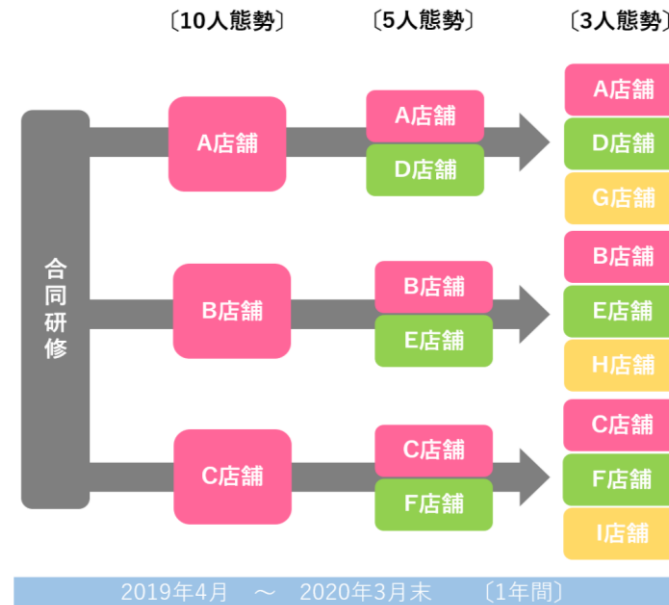 〔10人態勢〕 〔5人態勢〕 〔3人態勢〕
合同研修
A店舗
A店舗
D店舗
A店舗
D店舗
G店舗
B店舗
B店舗
E店舗
B店舗
E店舗
H店舗
C店舗
C店舗
F店舗
C店舗
F店舗
I店舗
2019年4月 ～ 2020年3月末 〔1年間〕